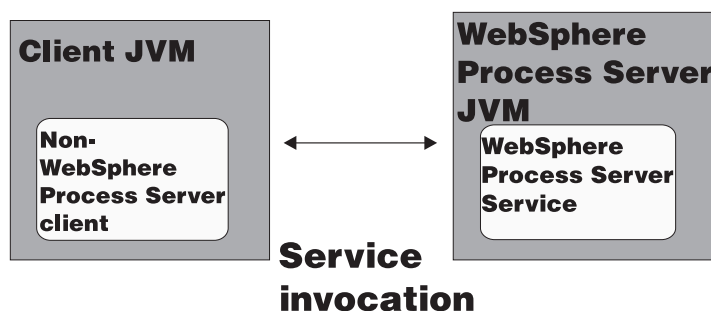 Client JVM
Non-
WebSphere
Process Server
client
WebSphere
Process Server
JVM
WebSphere
Process Server
Service
Service
invocation